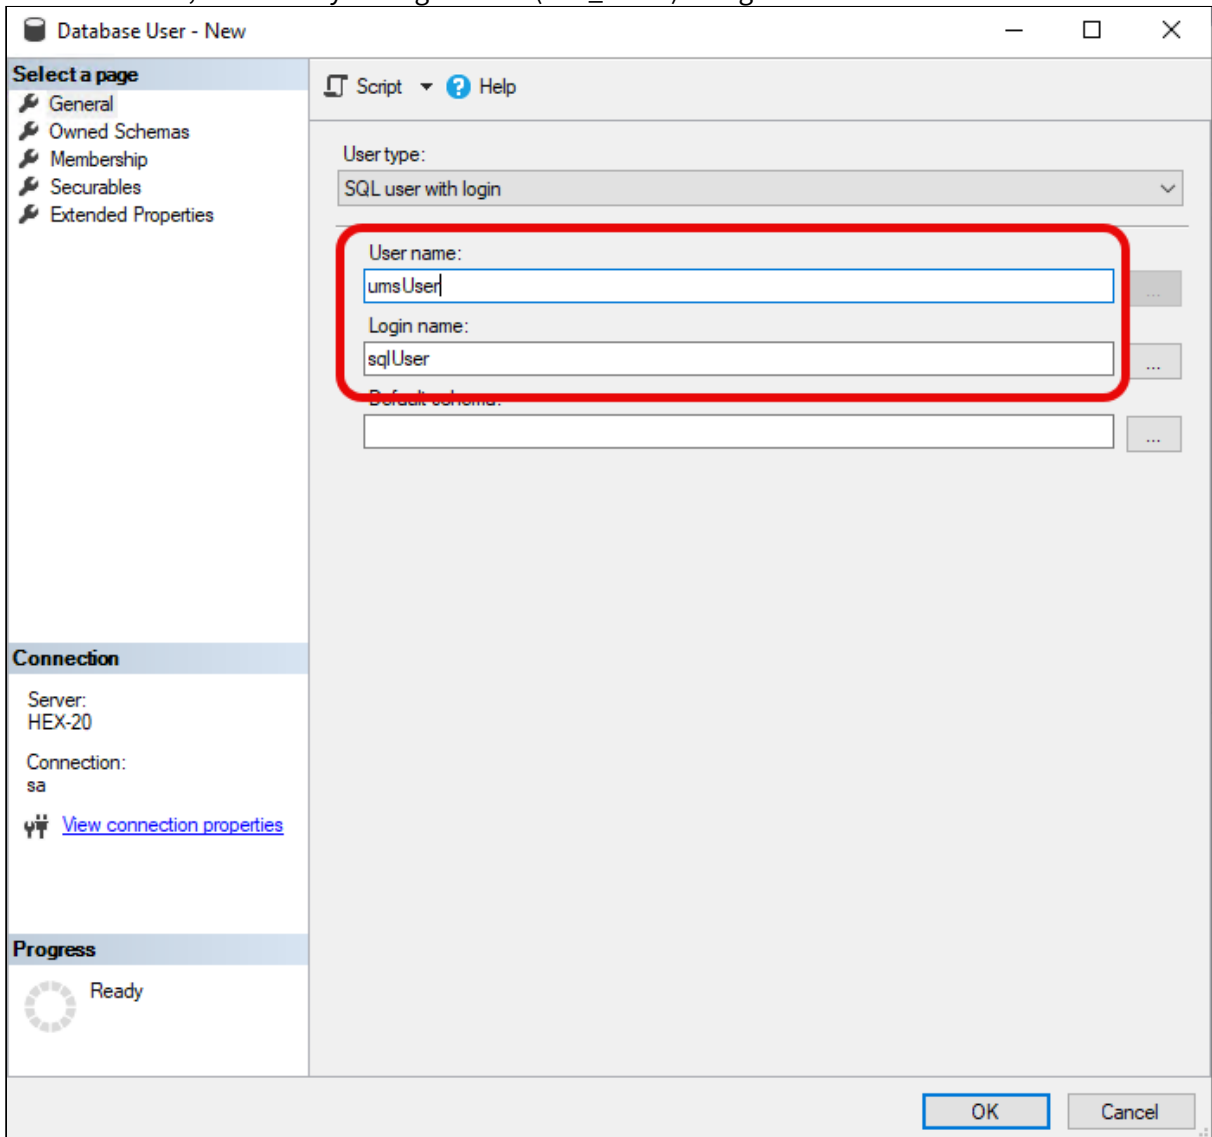 Database User - New
Select a page
General
Owned Schemas
Membership
Securables
Extended Properties
Script Help
User type:
SQL user with login
User name:
umsUser
...
Login name:
sqlUser
...
Default schema:
...
Connection
Server:
HEX-20
Connection:
sa
View connection properties
Progress
Ready
OK Cancel